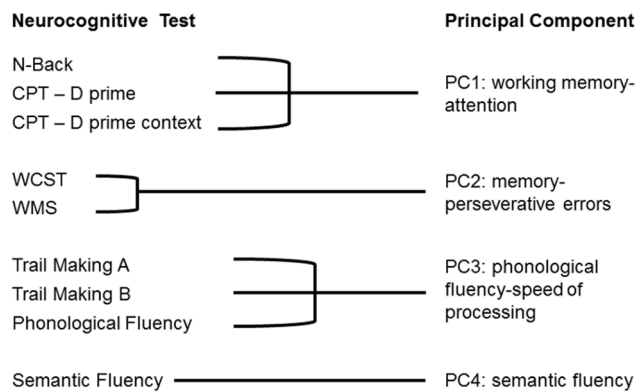 Neurocognitive Test
Principal Component
N-Back
CPT – D prime
CPT – D prime context
PC1: working memory-
attention
WCST
WMS
PC2: memory-
perseverative errors
Trail Making A
Trail Making B
Phonological Fluency
PC3: phonological
fluency-speed of
processing
Semantic Fluency
PC4: semantic fluency